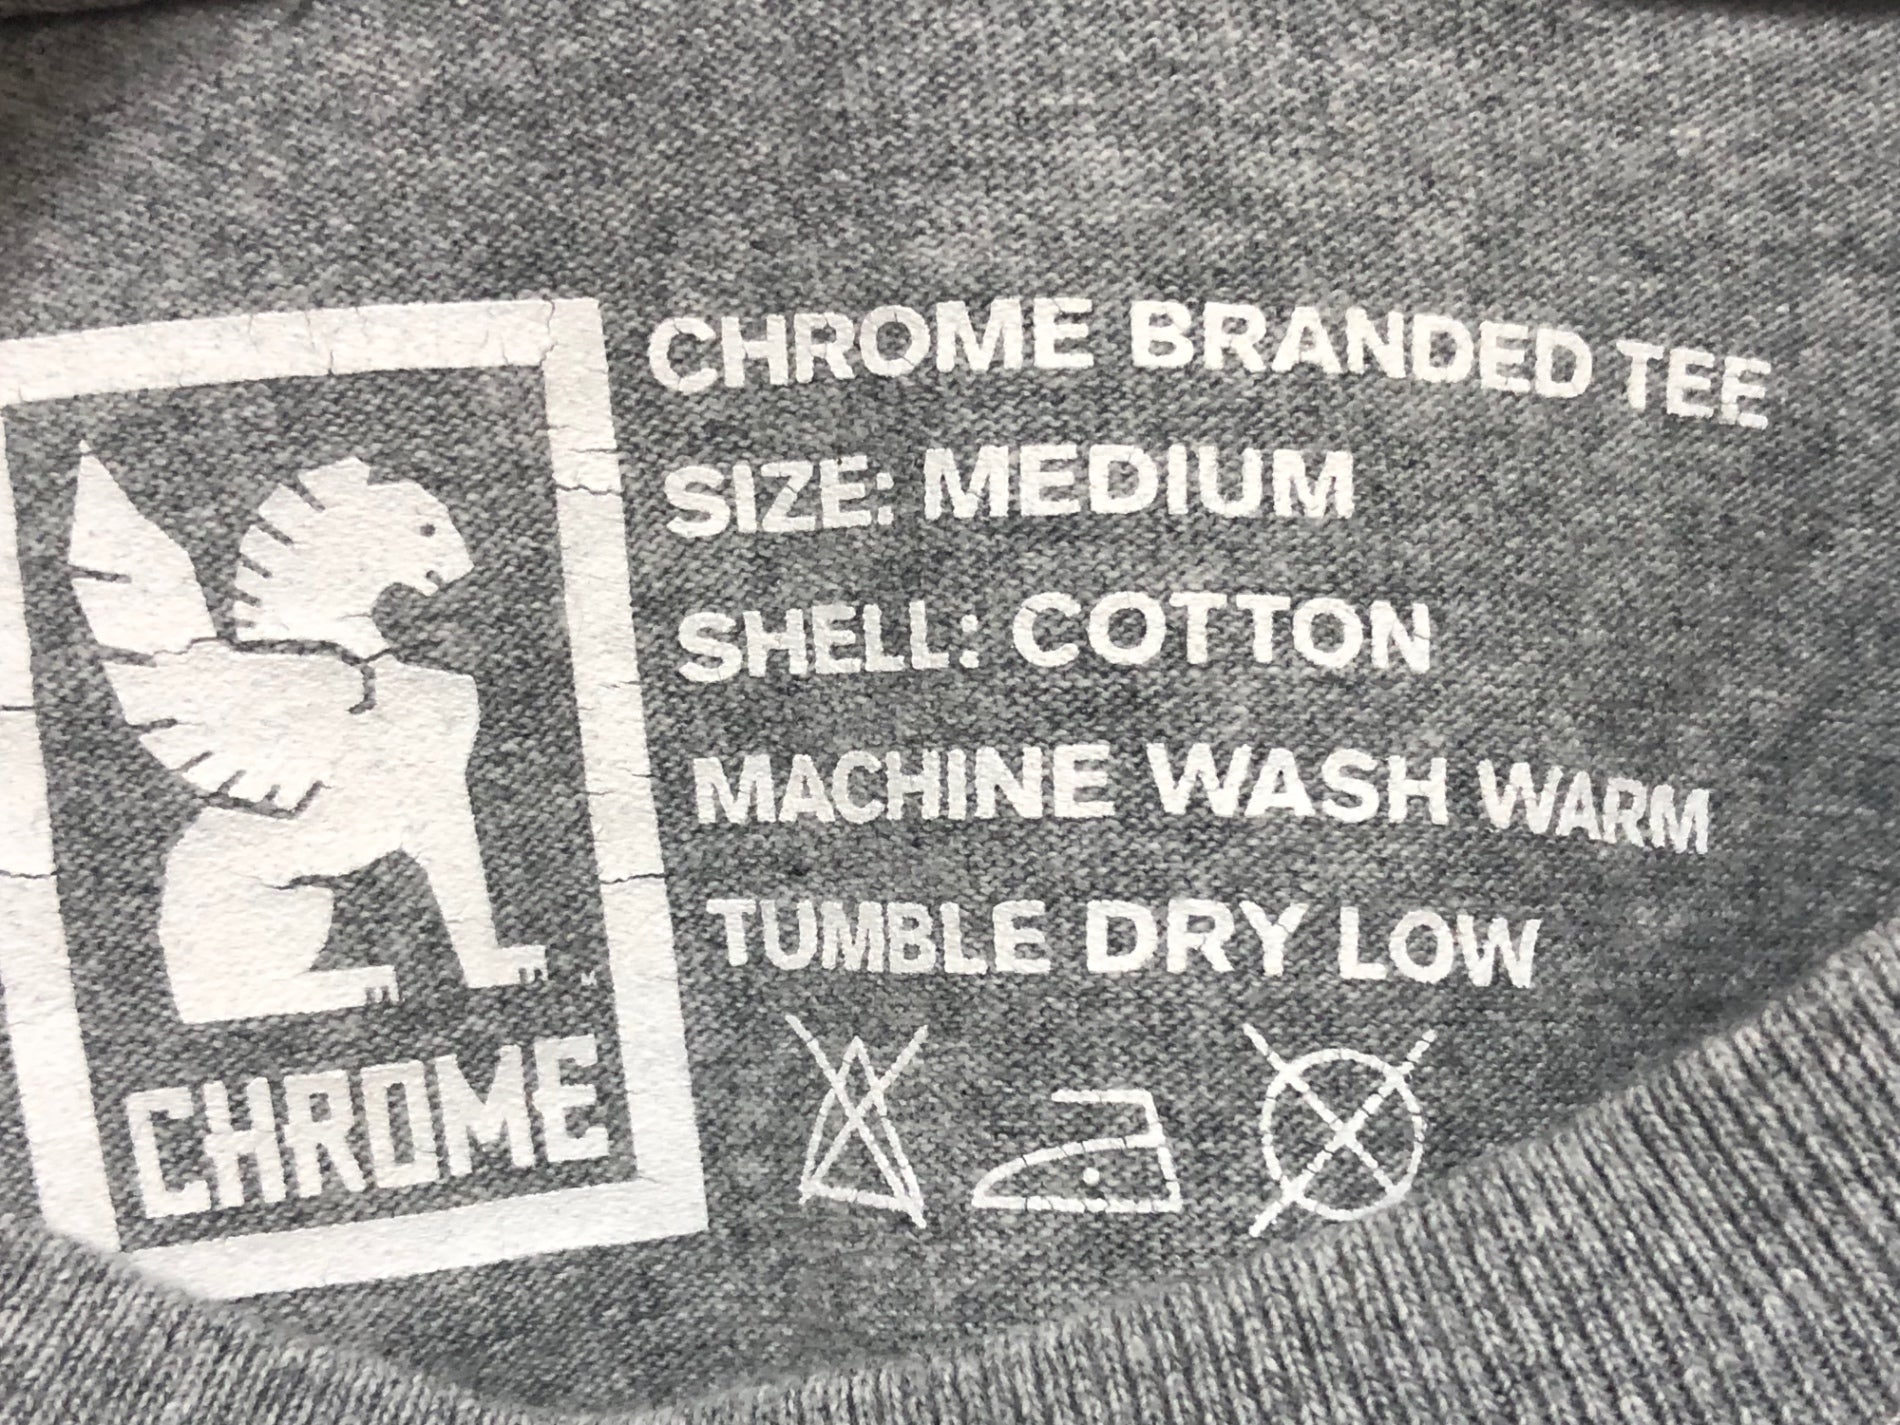 CHROME BRANDED TEE
SIZE: MEDIUM
SHELL: COTTON
MACHINE WASH WARM
TUMBLE DRY LOW
CHROME